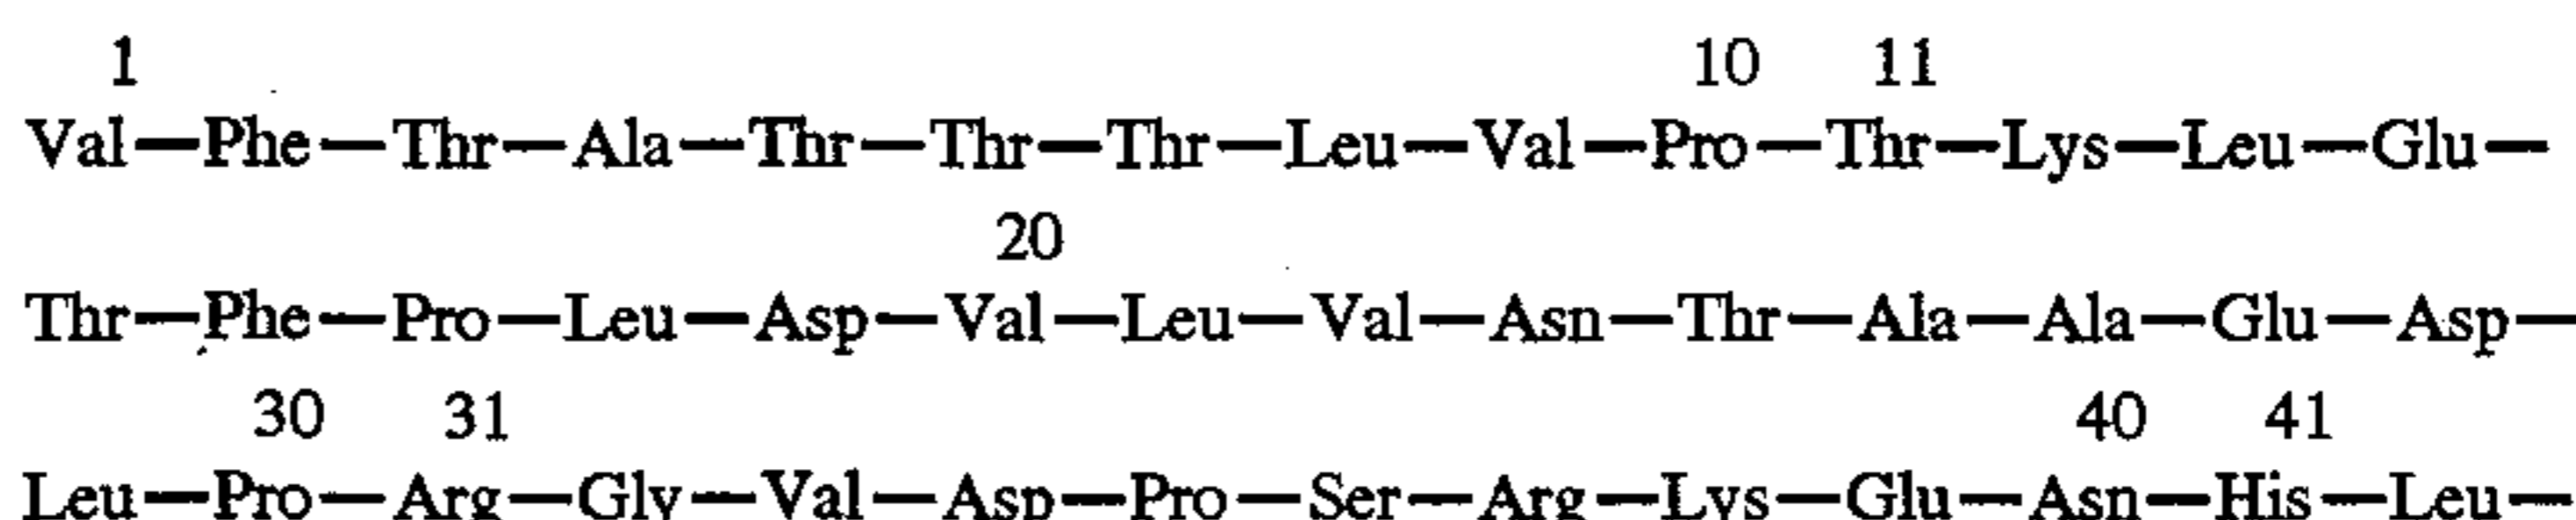 1 10 11
Val—Phe—Thr—Ala—Thr—Thr—Thr—Leu—Val—Pro—Thr—Lys—Leu—Glu—
20
Thr—Phe—Pro—Leu—Asp—Val—Leu—Val—Asn—Thr—Ala—Ala—Glu—Asp—
30 31 40 41
Leu—Pro—Arg—Gly—Val—Asp—Pro—Ser—Arg—Lys—Glu—Asn—His—Leu—